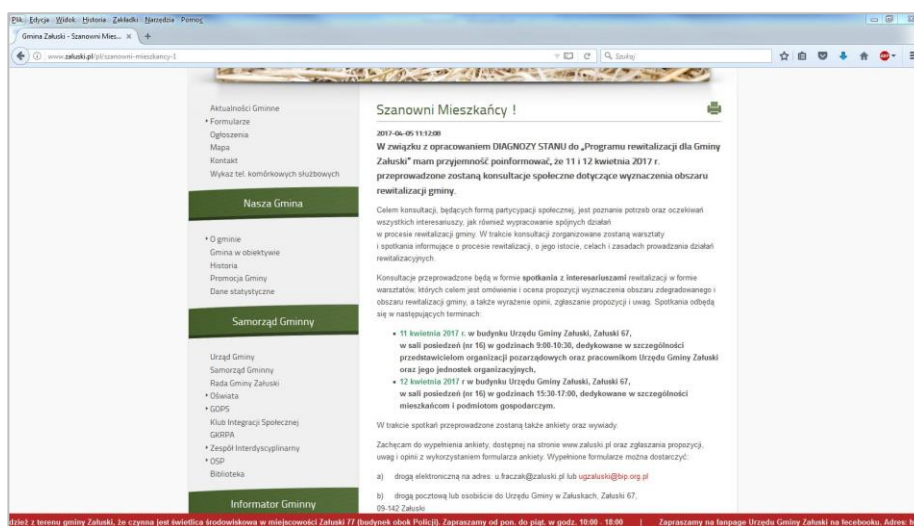 Plik Edycja Widok Historia Zakładki Narzędzia Pomoc
Gmina Załuski - Szanowni Mies... × +
www.zaluski.pl/pl/szanowni-mieszkancy-1
Szukaj
Aktualności Gminne
Formularze
Ogłoszenia
Mapa
Kontakt
Wykaz tel. komórkowych służbowych
Nasza Gmina
O gminie
Gmina w obiektywie
Historia
Promocja Gminy
Dane statystyczne
Samorząd Gminny
Urząd Gminy
Samorząd Gminny
Rada Gminy Załuski
Oświata
GOPS
Klub Integracji Społecznej
GKRPA
Zespół Interdyscyplinarny
OSP
Biblioteka
Informator Gminny
Szanowni Mieszkańcy !
2017-04-05 11:12:08
W związku z opracowaniem DIAGNOZY STANU do „Programu rewitalizacji dla Gminy
Załuski" mam przyjemność poinformować, że 11 i 12 kwietnia 2017 r.
przeprowadzone zostaną konsultacje społeczne dotyczące wyznaczenia obszaru
rewitalizacji gminy.
Celem konsultacji, będących formą partycypacji społecznej, jest poznanie potrzeb oraz oczekiwań
wszystkich interesariuszy, jak również wypracowanie spójnych działań
w procesie rewitalizacji gminy. W trakcie konsultacji zorganizowane zostaną warsztaty
i spotkania informujące o procesie rewitalizacji, o jego istocie, celach i zasadach prowadzania działań
rewitalizacyjnych.
Konsultacje przeprowadzone będą w formie spotkania z interesariuszami rewitalizacji w formie
warsztatów, których celem jest omówienie i ocena propozycji wyznaczenia obszaru zdegradowanego i
obszaru rewitalizacji gminy, a także wyrażenie opinii, zgłaszanie propozycji i uwag. Spotkania odbędą
się w następujących terminach:
11 kwietnia 2017 r. w budynku Urzędu Gminy Załuski, Załuski 67,
w sali posiedzeń (nr 16) w godzinach 9:00-10:30, dedykowane w szczególności
przedstawicielom organizacji pozarządowych oraz pracownikom Urzędu Gminy Załuski
oraz jego jednostek organizacyjnych,
12 kwietnia 2017 r w budynku Urzędu Gminy Załuski, Załuski 67,
w sali posiedzeń (nr 16) w godzinach 15:30-17:00, dedykowane w szczególności
mieszkańcom i podmiotom gospodarczym.
W trakcie spotkań przeprowadzone zostaną także ankiety oraz wywiady.
Zachęcam do wypełnienia ankiety, dostępnej na stronie www.zaluski.pl oraz zgłaszania propozycji,
uwag i opinii z wykorzystaniem formularza ankiety. Wypełnione formularze można dostarczyć:
a) drogą elektroniczną na adres: u.fraczak@zaluski.pl lub ugzaluski@bip.org.pl
b) drogą pocztową lub osobiście do Urzędu Gminy w Załuskach, Załuski 67,
09-142 Załuski
dzież z terenu gminy Załuski, że czynna jest świetlica środowiskowa w miejscowości Załuski 77 (budynek obok Policji). Zapraszamy od pon. do piąt. w godz. 10:00 - 18:00 | Zapraszamy na fanpage Urzędu Gminy Załuski na facebooku. Adres: